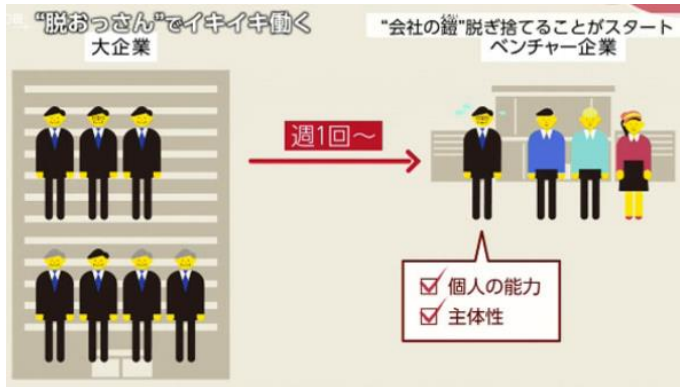 “脱おっさん”でイキイキ働く
“会社の鎧”脱ぎ捨てることがスタート
大企業
ベンチャー企業
週1回～
個人の能力
主体性